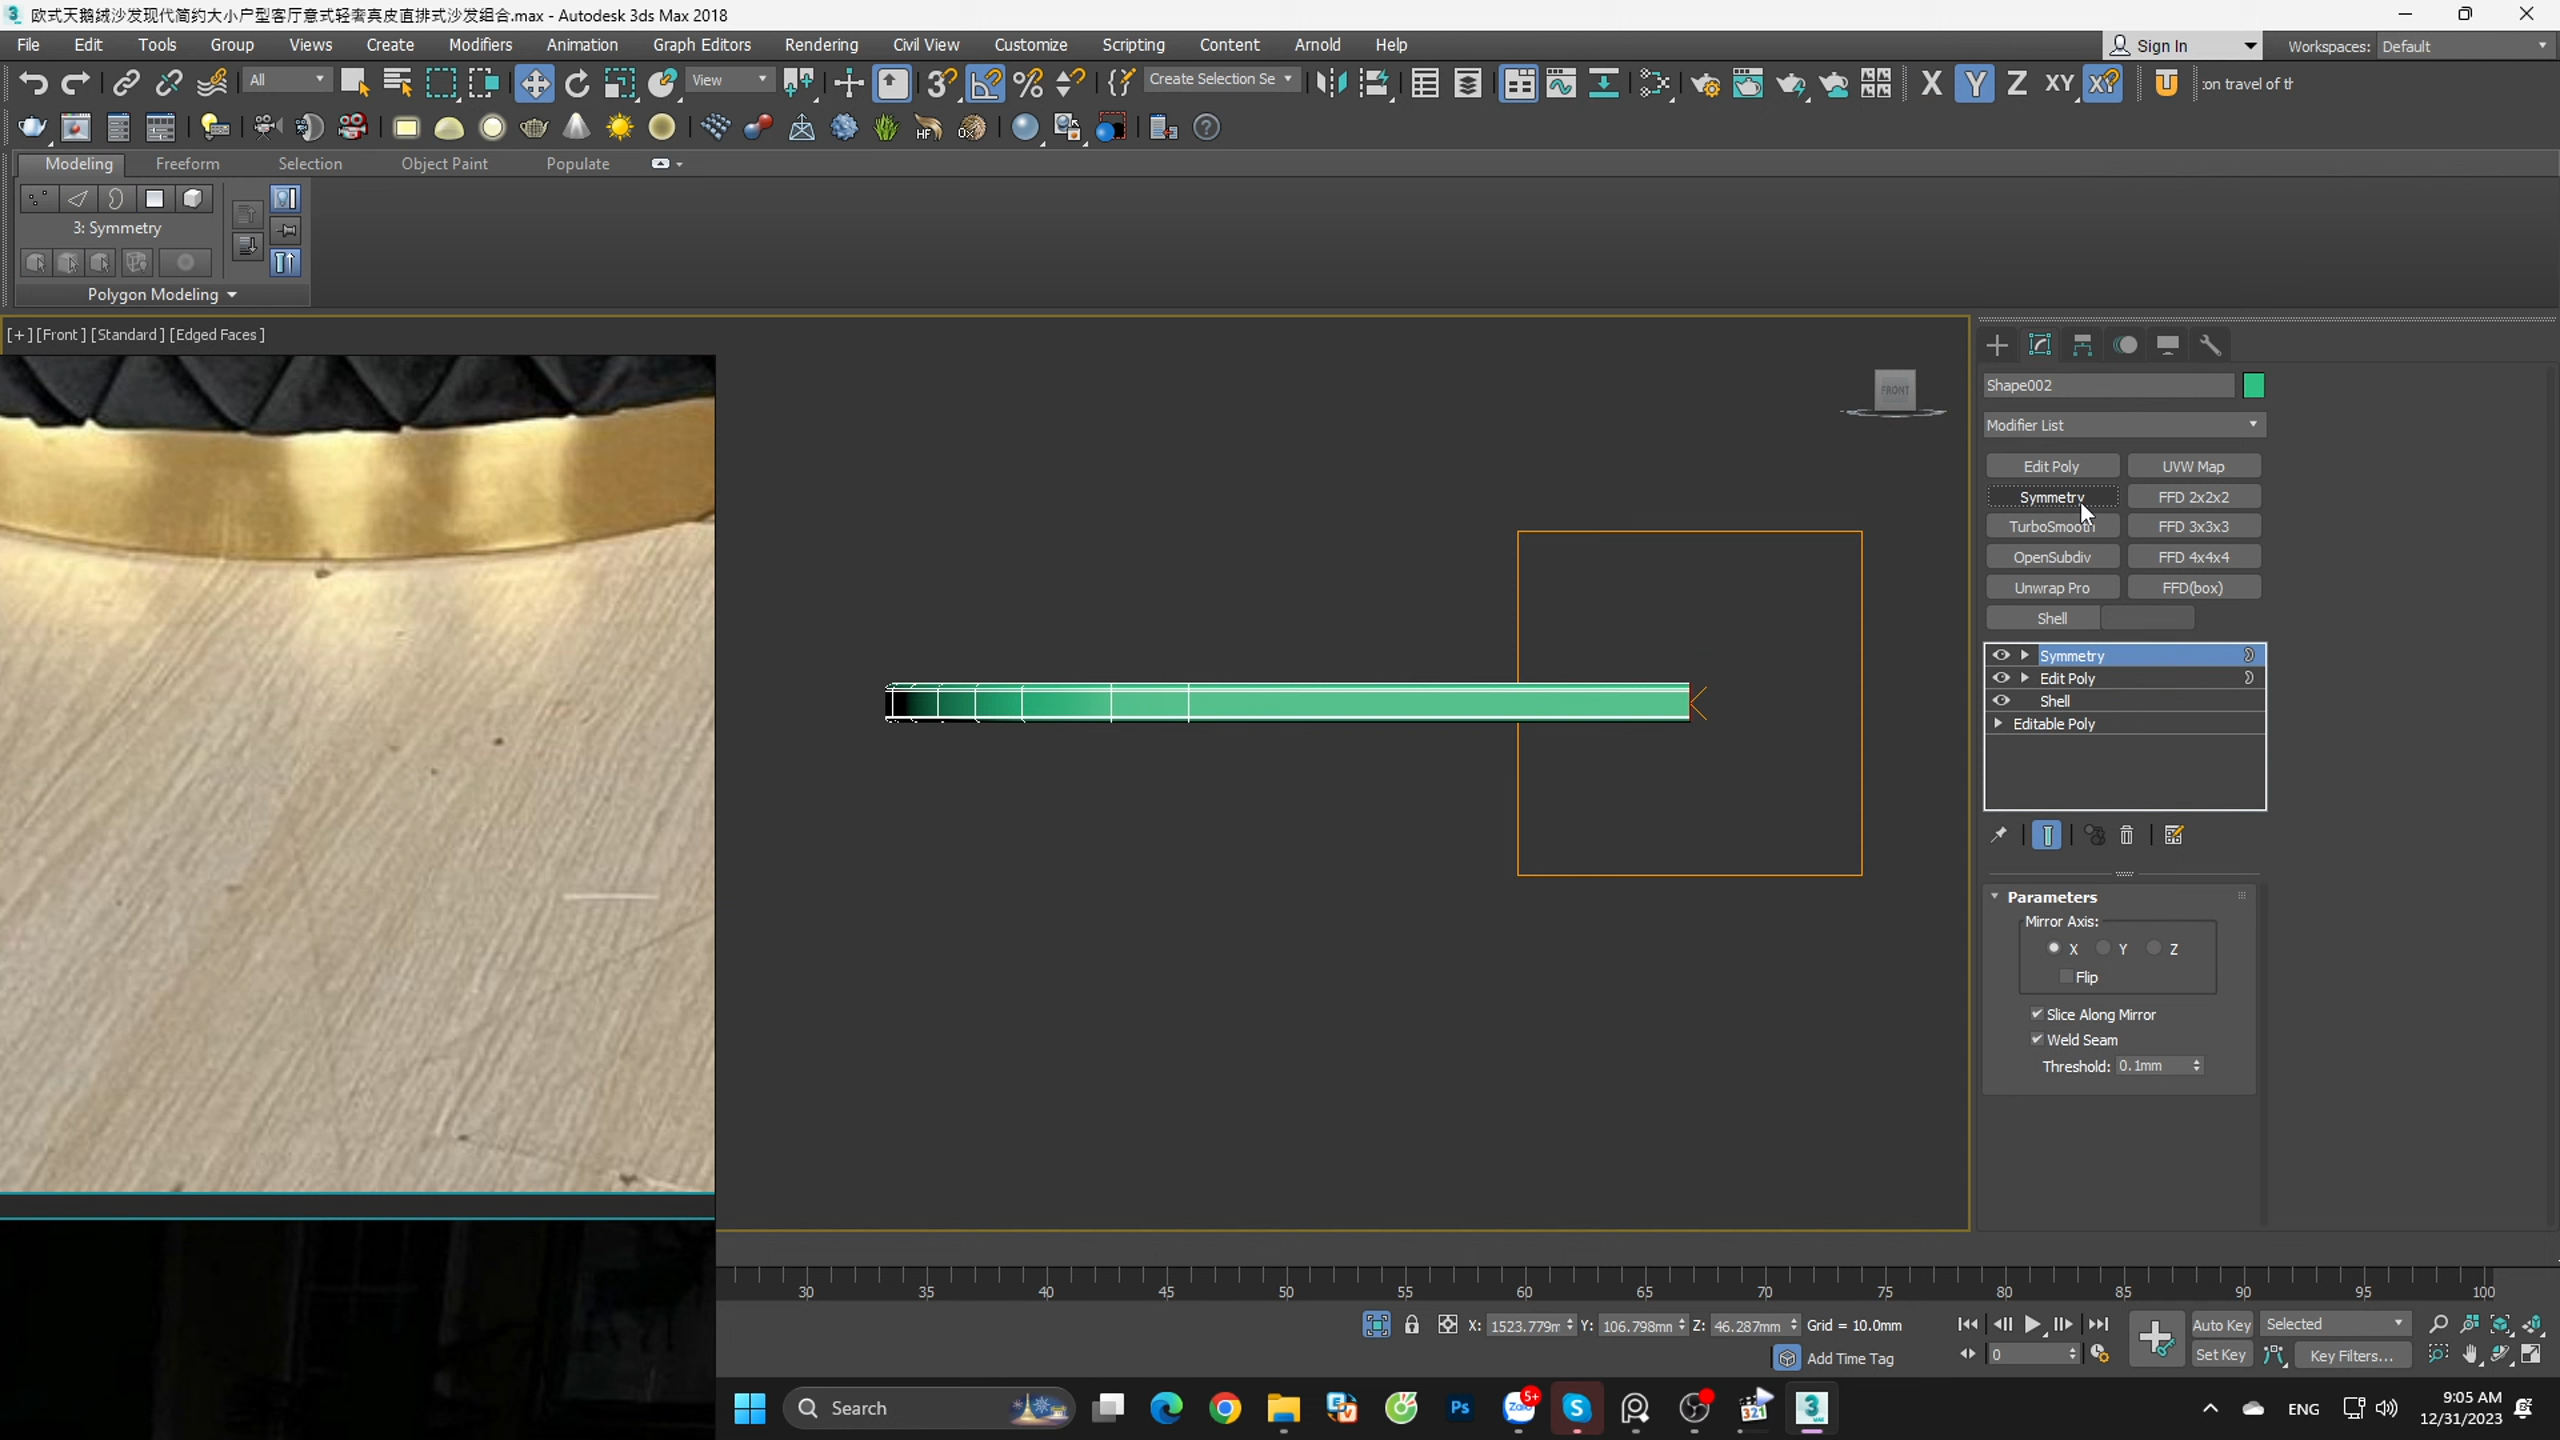 欧式天鹅绒沙发现代简约大小户型客厅意式轻奢真皮直排式沙发组合.max - Autodesk 3ds Max 2018
File Edit Tools Group Views Create Modifiers Animation Graph Editors Rendering Civil View Customize Scripting Content Arnold Help
Sign In Workspaces: Default
All View Create Selection Se X Y Z XY on travel of th
Modeling Freeform Selection Object Paint Populate
3: Symmetry
Polygon Modeling
[+] [Front] [Standard] [Edged Faces]
FRONT
Shape002
Modifier List
Edit Poly UVW Map
Symmetry FFD 2x2x2
TurboSmooth FFD 3x3x3
OpenSubdiv FFD 4x4x4
Unwrap Pro FFD(box)
Shell
Symmetry
Edit Poly
Shell
Editable Poly
Parameters
Mirror Axis:
X Y Z
Flip
Slice Along Mirror
Weld Seam
Threshold: 0.1mm
30 35 40 45 50 55 60 65 70 75 80 85 90 95 100
X: 1523.779m Y: 106.798mm Z: 46.287mm Grid = 10.0mm
Auto Key Selected
Add Time Tag
0 Set Key Key Filters...
Search
Ps
Zalo 5+
321
ENG
9:05 AM
12/31/2023